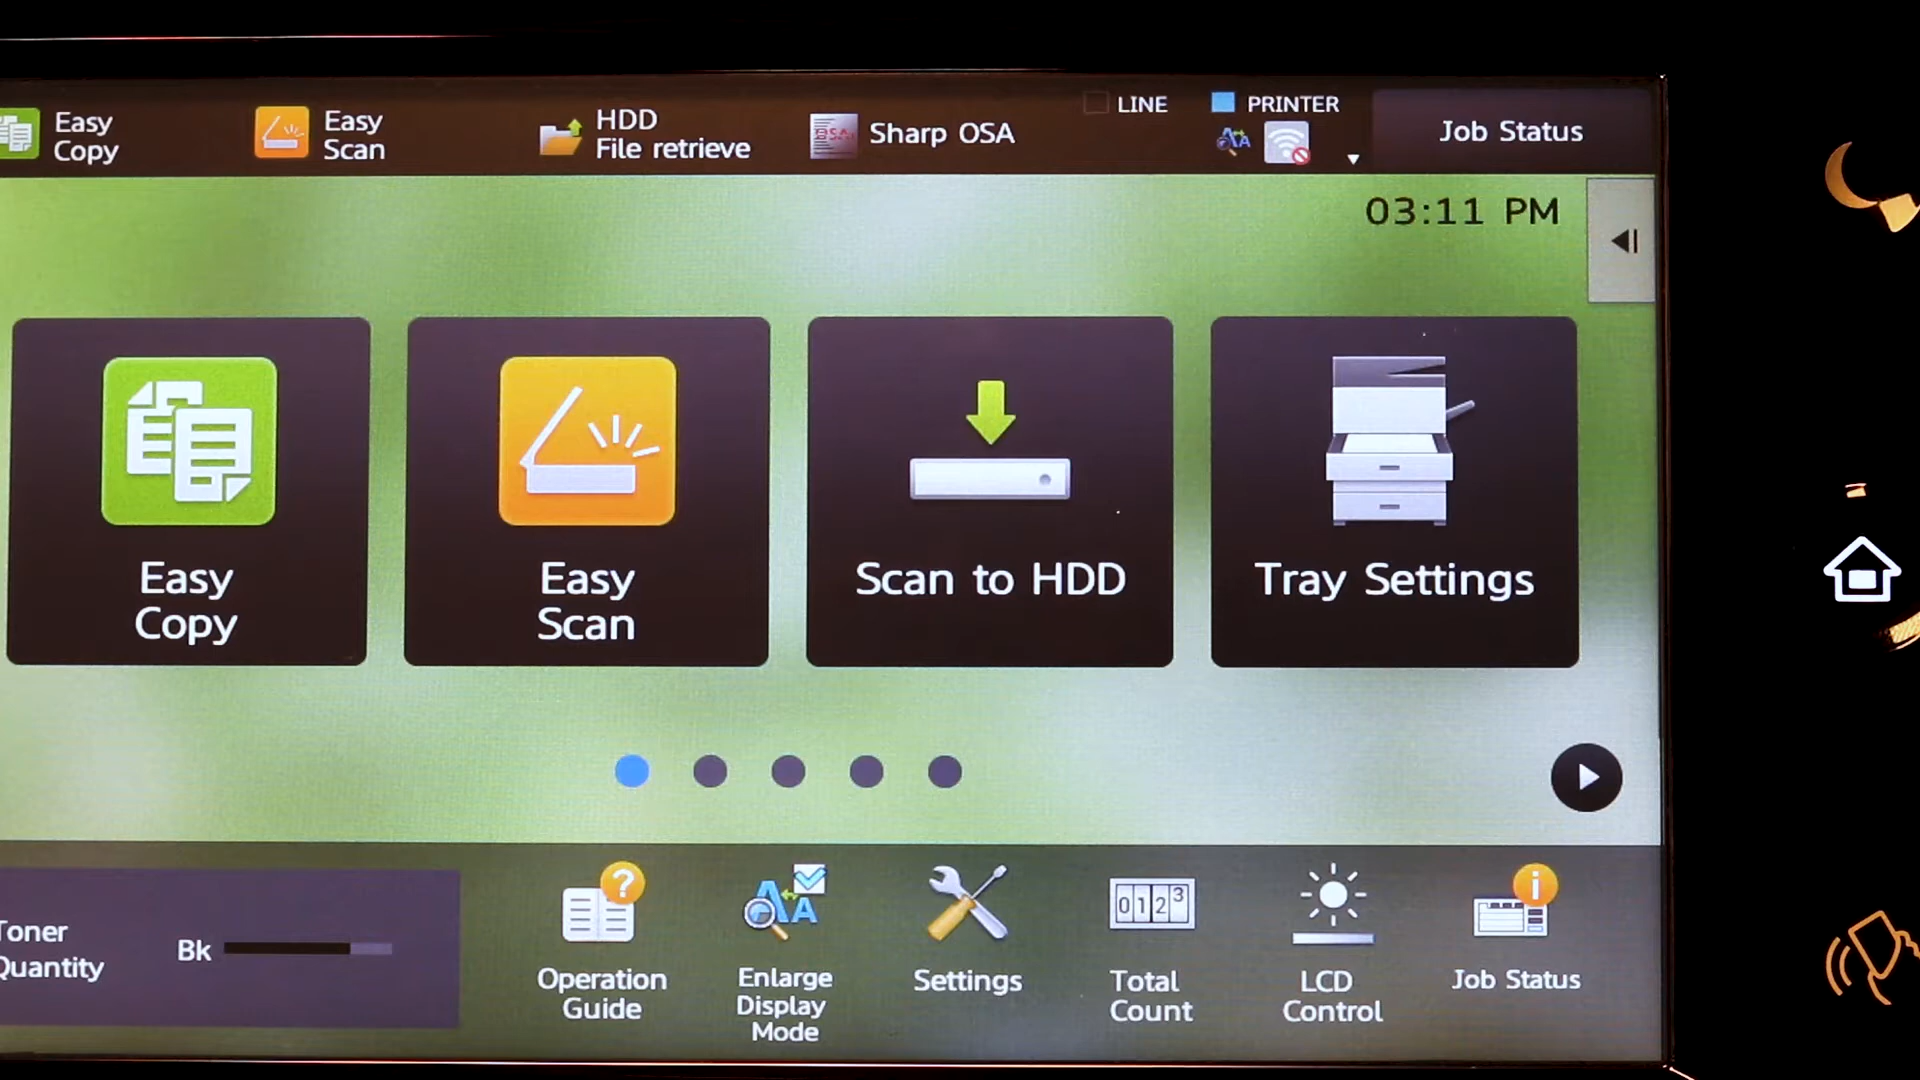 Easy
Copy
Easy
Scan
HDD
File retrieve
Sharp OSA
LINE
PRINTER
Job Status
03:11 PM
Easy
Copy
Easy
Scan
Scan to HDD
Tray Settings
Toner
Quantity
Bk
Operation
Guide
Enlarge
Display
Mode
Settings
0123
Total
Count
LCD
Control
Job Status